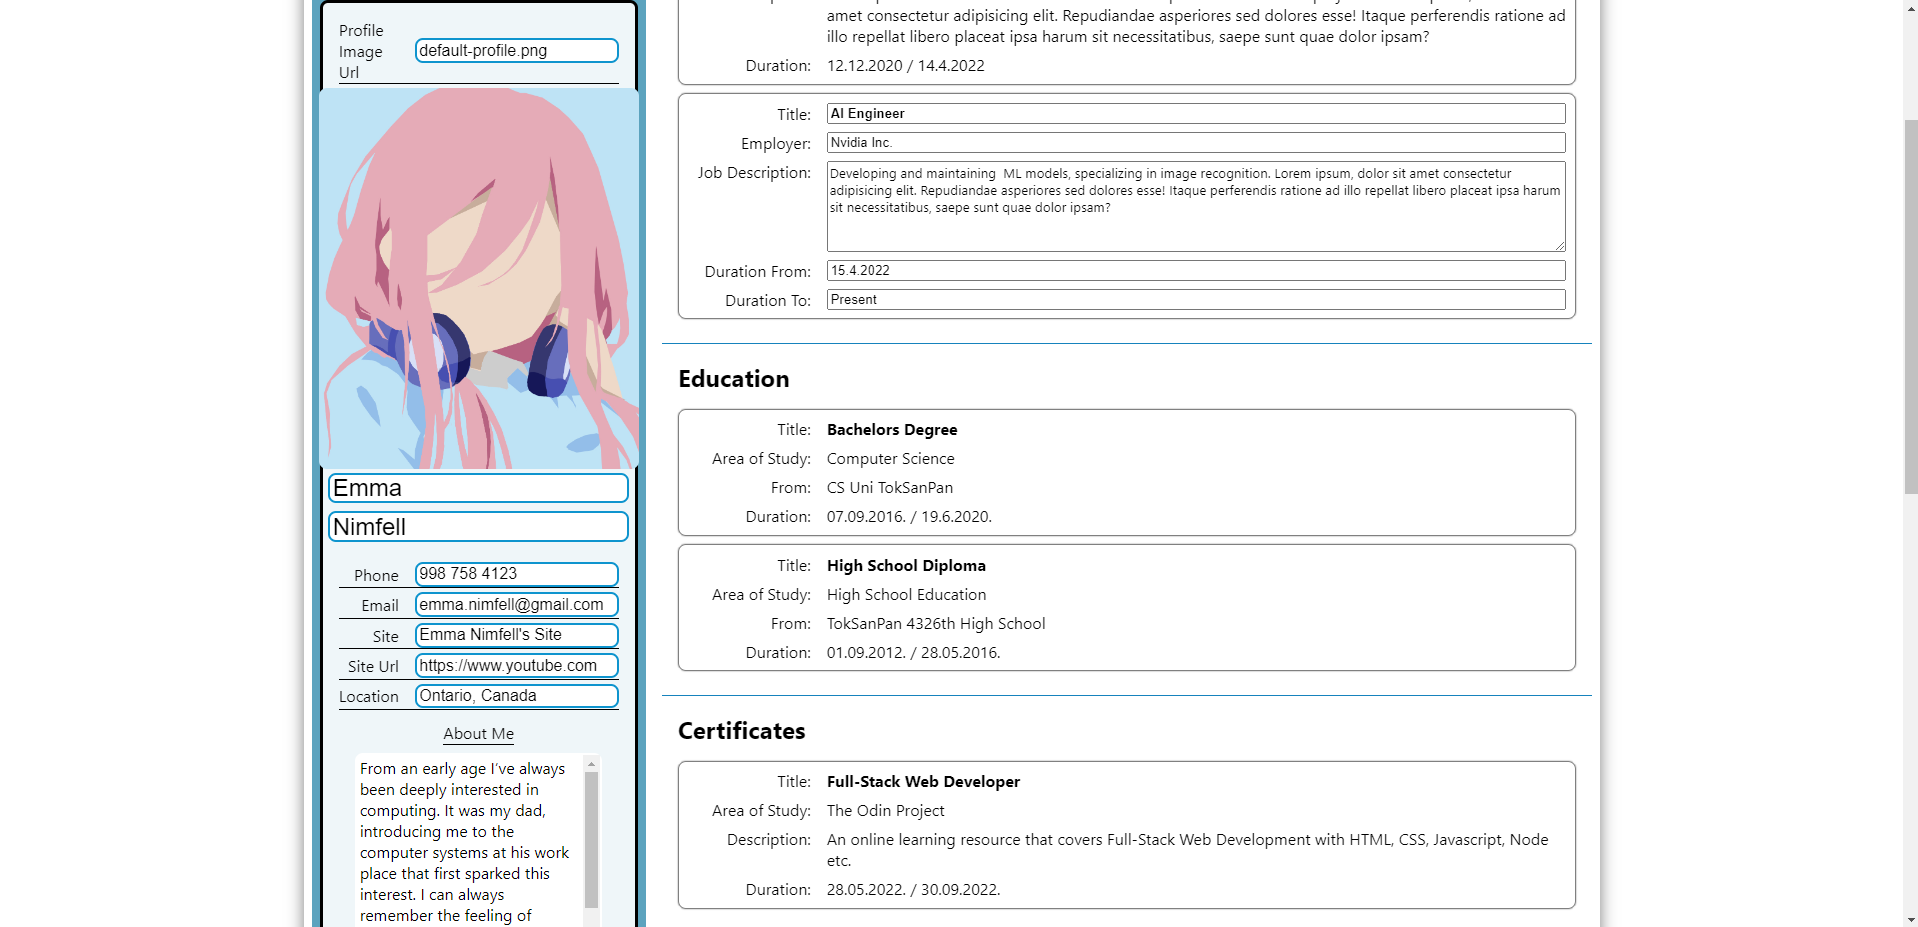 Profile
Image
Url
default-profile.png
Emma
Nimfell
Phone
998 758 4123
Email
emma.nimfell@gmail.com
Site
Emma Nimfell's Site
Site Url
https://www.youtube.com
Location
Ontario, Canada
About Me
From an early age I’ve always
been deeply interested in
computing. It was my dad,
introducing me to the
computer systems at his work
place that first sparked this
interest. I can always
remember the feeling of
amet consectetur adipisicing elit. Repudiandae asperiores sed dolores esse! Itaque perferendis ratione ad
illo repellat libero placeat ipsa harum sit necessitatibus, saepe sunt quae dolor ipsam?
Duration: 12.12.2020 / 14.4.2022
Title: AI Engineer
Employer: Nvidia Inc.
Job Description: Developing and maintaining  ML models, specializing in image recognition. Lorem ipsum, dolor sit amet consectetur
adipisicing elit. Repudiandae asperiores sed dolores esse! Itaque perferendis ratione ad illo repellat libero placeat ipsa harum
sit necessitatibus, saepe sunt quae dolor ipsam?
Duration From: 15.4.2022
Duration To: Present
Education
Title: Bachelors Degree
Area of Study: Computer Science
From: CS Uni TokSanPan
Duration: 07.09.2016. / 19.6.2020.
Title: High School Diploma
Area of Study: High School Education
From: TokSanPan 4326th High School
Duration: 01.09.2012. / 28.05.2016.
Certificates
Title: Full-Stack Web Developer
Area of Study: The Odin Project
Description: An online learning resource that covers Full-Stack Web Development with HTML, CSS, Javascript, Node
etc.
Duration: 28.05.2022. / 30.09.2022.